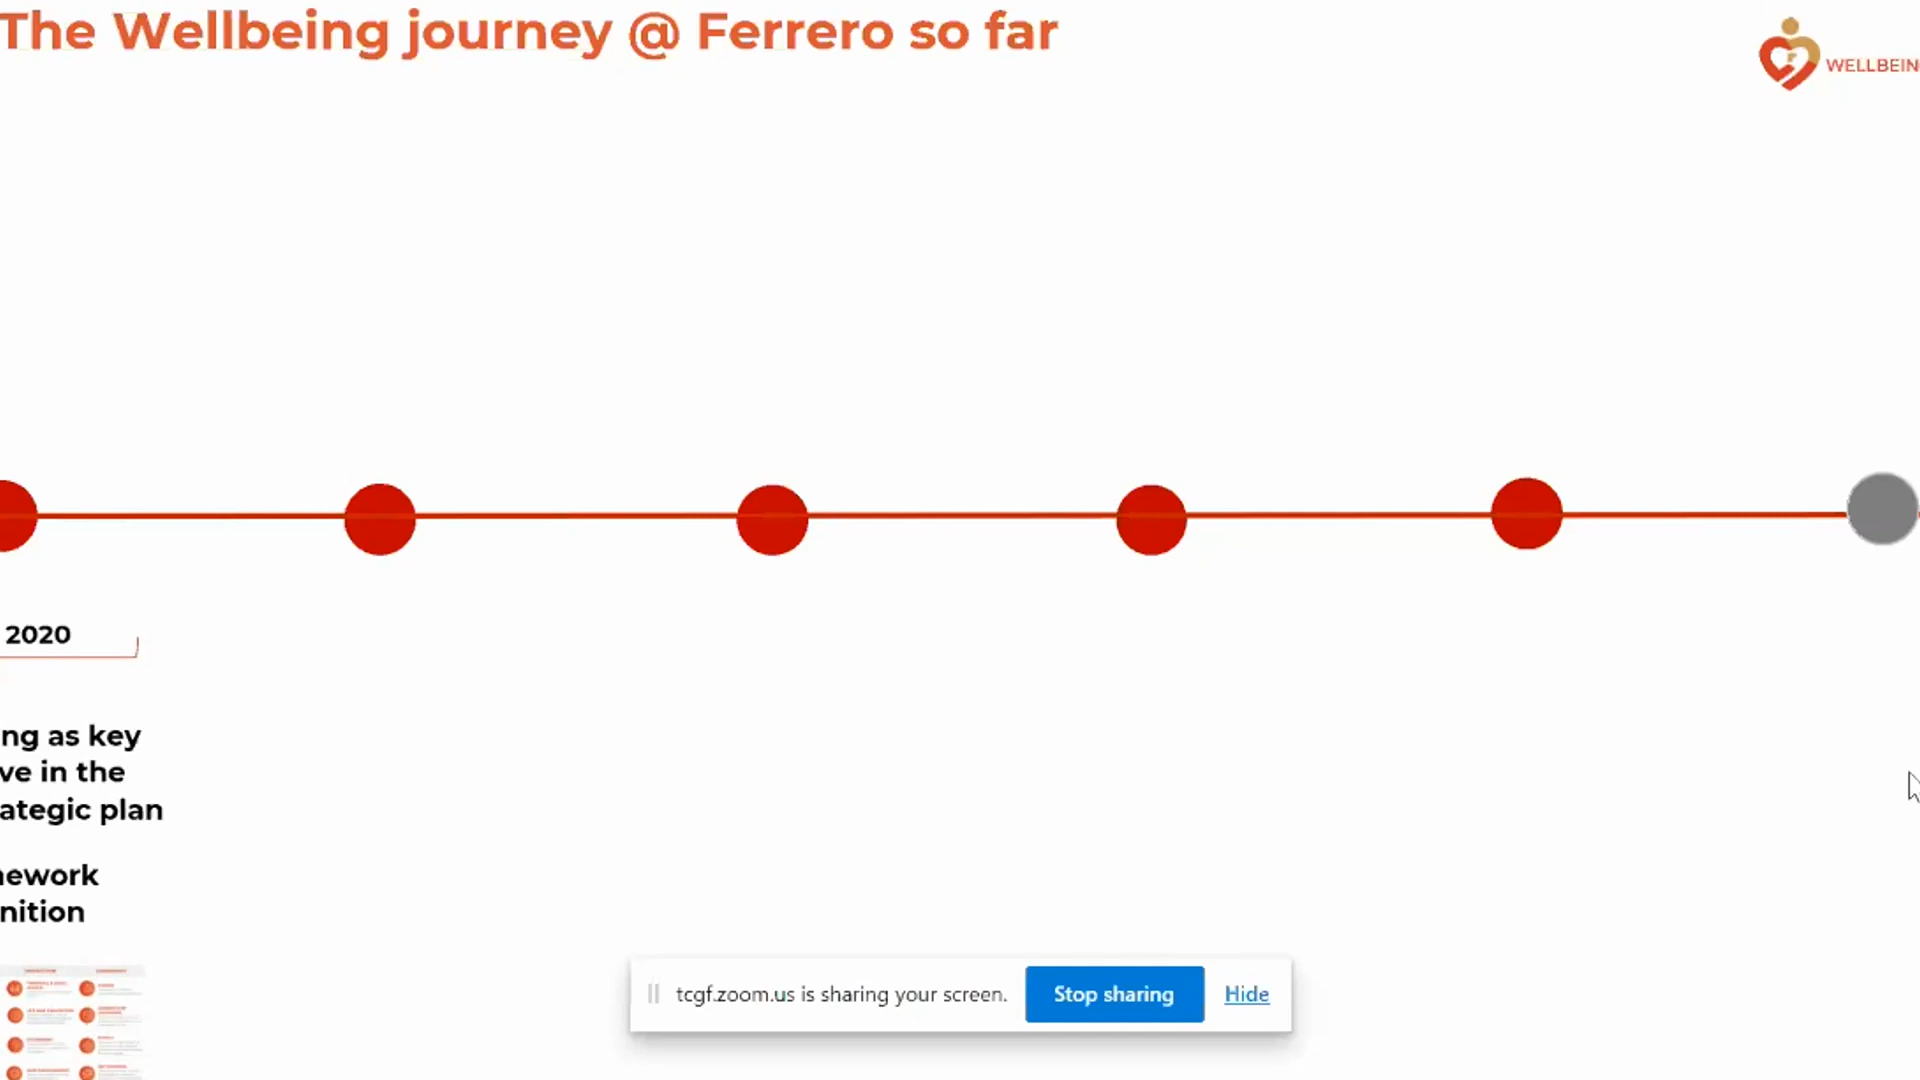 The Wellbeing journey @ Ferrero so far
WELLBEIN
2020
ng as key
ve in the
ategic plan
nework
nition
tcgf.zoom.us is sharing your screen.
Stop sharing
Hide